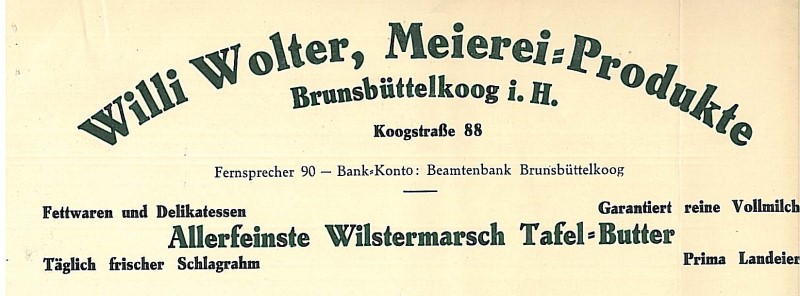 Willi Wolter, Meierei=Produkte
Brunsbüttelkoog i. H.
Koogstraße 88
Fernsprecher 90 — Bank=Konto: Beamtenbank Brunsbüttelkoog
Fettwaren und Delikatessen
Garantiert reine Vollmilch
Allerfeinste Wilstermarsch Tafel=Butter
Täglich frischer Schlagrahm
Prima Landeier